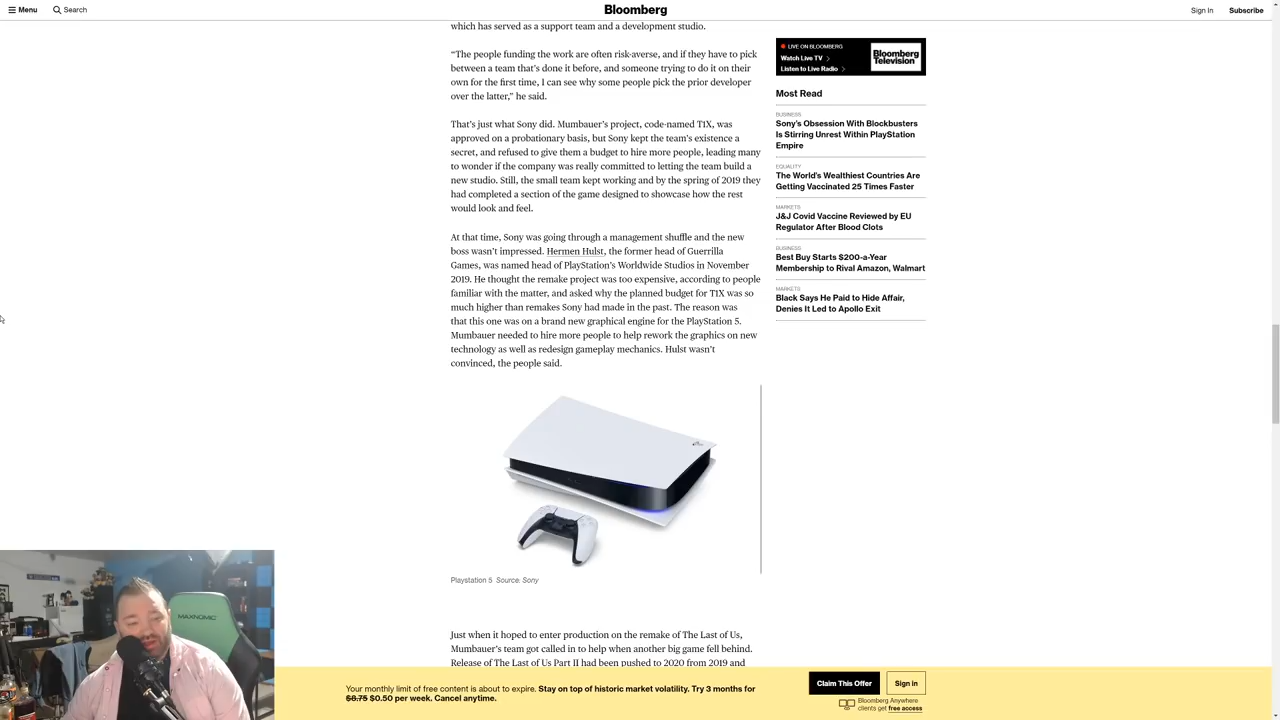 Menu
Search
Bloomberg
Sign In
Subscribe
which has served as a support team and a development studio.
“The people funding the work are often risk-averse, and if they have to pick
between a team that’s done it before, and someone trying to do it on their
own for the first time, I can see why some people pick the prior developer
over the latter,” he said.
That’s just what Sony did. Mumbauer’s project, code-named T1X, was
approved on a probationary basis, but Sony kept the team’s existence a
secret, and refused to give them a budget to hire more people, leading many
to wonder if the company was really committed to letting the team build a
new studio. Still, the small team kept working and by the spring of 2019 they
had completed a section of the game designed to showcase how the rest
would look and feel.
At that time, Sony was going through a management shuffle and the new
boss wasn’t impressed. Hermen Hulst, the former head of Guerrilla
Games, was named head of PlayStation’s Worldwide Studios in November
2019. He thought the remake project was too expensive, according to people
familiar with the matter, and asked why the planned budget for T1X was so
much higher than remakes Sony had made in the past. The reason was
that this one was on a brand new graphical engine for the PlayStation 5.
Mumbauer needed to hire more people to help rework the graphics on new
technology as well as redesign gameplay mechanics. Hulst wasn’t
convinced, the people said.
Playstation 5 Source: Sony
Just when it hoped to enter production on the remake of The Last of Us,
Mumbauer’s team got called in to help when another big game fell behind.
Release of The Last of Us Part II had been pushed to 2020 from 2019 and
LIVE ON BLOOMBERG
Watch Live TV
Listen to Live Radio
Bloomberg
Television
Most Read
BUSINESS
Sony’s Obsession With Blockbusters
Is Stirring Unrest Within PlayStation
Empire
EQUALITY
The World’s Wealthiest Countries Are
Getting Vaccinated 25 Times Faster
MARKETS
J&J Covid Vaccine Reviewed by EU
Regulator After Blood Clots
BUSINESS
Best Buy Starts $200-a-Year
Membership to Rival Amazon, Walmart
MARKETS
Black Says He Paid to Hide Affair,
Denies It Led to Apollo Exit
MAXNOMIC
Your monthly limit of free content is about to expire. Stay on top of historic market volatility. Try 3 months for
$8.75 $0.50 per week. Cancel anytime.
Claim This Offer
Sign in
Bloomberg Anywhere
clients get free access